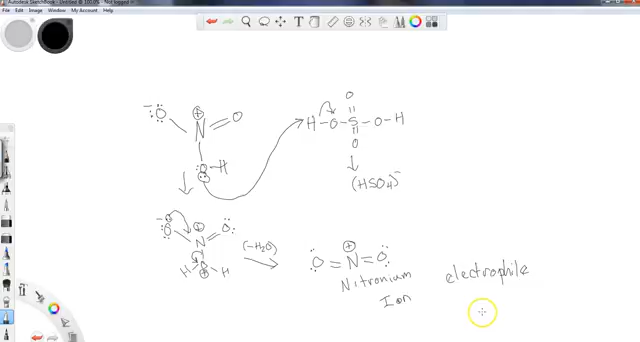 Autodesk SketchBook - Untitled @ 100.0% - Not logged in
File Edit Image Window My Account Help
O
N
O
O-H
H-O-S-O-H
O
O
(HSO4)-
O
N
O
H
O
H
(-H2O)
O=N=O
Nitronium
Ion
electrophile